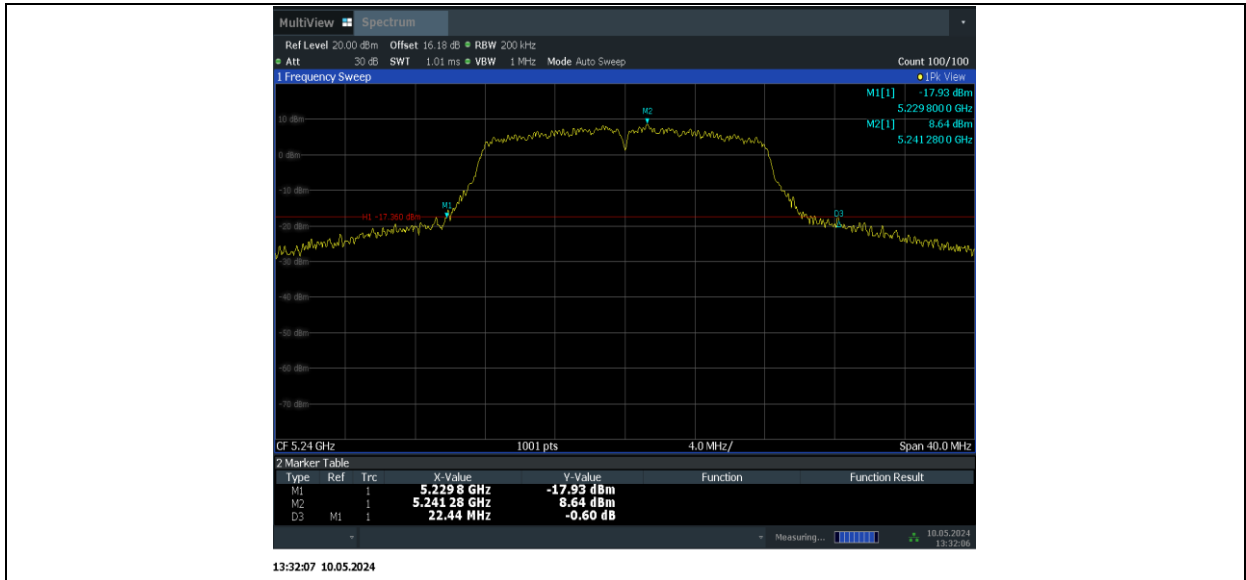 MultiView Spectrum
Ref Level 20.00 dBm Offset 16.18 dB RBW 200 kHz
Att 30 dB SWT 1.01 ms VBW 1 MHz Mode Auto Sweep Count 100/100
1 Frequency Sweep 1Pk View
M1[1] -17.93 dBm
5.229 800 0 GHz
M2[1] 8.64 dBm
5.241 280 0 GHz
M2
10 dBm
0 dBm
-10 dBm
M1
H1 -17.360 dBm
D3
-20 dBm
-30 dBm
-40 dBm
-50 dBm
-60 dBm
-70 dBm
CF 5.24 GHz 1001 pts 4.0 MHz/ Span 40.0 MHz
2 Marker Table
Type Ref Trc X-Value Y-Value Function Function Result
M1 1 5.229 8 GHz -17.93 dBm
M2 1 5.241 28 GHz 8.64 dBm
D3 M1 1 22.44 MHz -0.60 dB
Measuring... 10.05.2024
13:32:06
13:32:07 10.05.2024